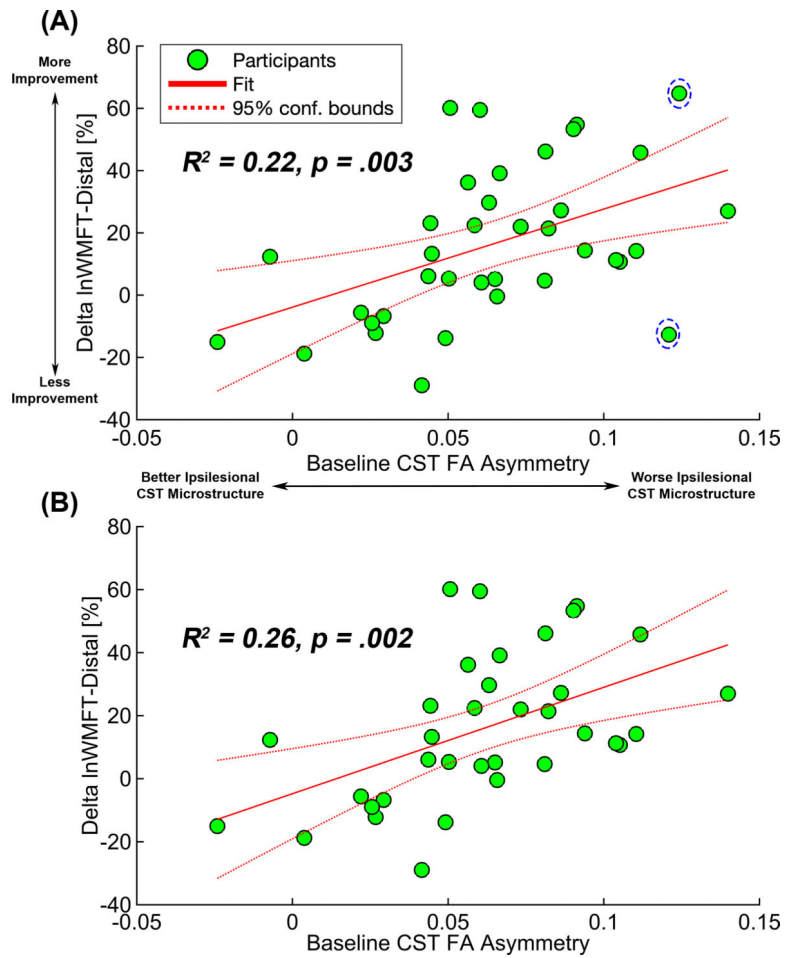 (A)
More
Improvement
Less
Improvement
Delta lnWMFT-Distal [%]
80
60
40
20
0
-20
-40
Participants
Fit
95% conf. bounds
R² = 0.22, p = .003
-0.05 0 0.05 0.1 0.15
Baseline CST FA Asymmetry
Better Ipsilesional
CST Microstructure
Worse Ipsilesional
CST Microstructure
(B)
Delta lnWMFT-Distal [%]
80
60
40
20
0
-20
-40
R² = 0.26, p = .002
-0.05 0 0.05 0.1 0.15
Baseline CST FA Asymmetry